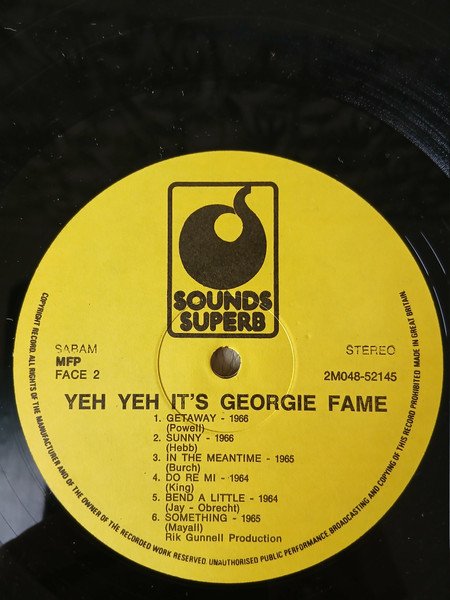 SOUNDS
SUPERB
SABAM
STEREO
MFP
FACE 2
2M048-52145
YEH YEH IT'S GEORGIE FAME
1. GETAWAY - 1966
(Powell)
2. SUNNY - 1966
(Hebb)
3. IN THE MEANTIME - 1965
(Burch)
4. DO RE MI - 1964
(King)
5. BEND A LITTLE - 1964
(Jay - Obrecht)
6. SOMETHING - 1965
(Mayall)
Rik Gunnell Production
COPYRIGHT RECORD ALL RIGHTS OF THE MANUFACTURER AND OF THE OWNER OF THE RECORDED WORK RESERVED. UNAUTHORISED PUBLIC PERFORMANCE. BROADCASTING AND COPYING OF THIS RECORD PROHIBITED MADE IN GREAT BRITAIN.